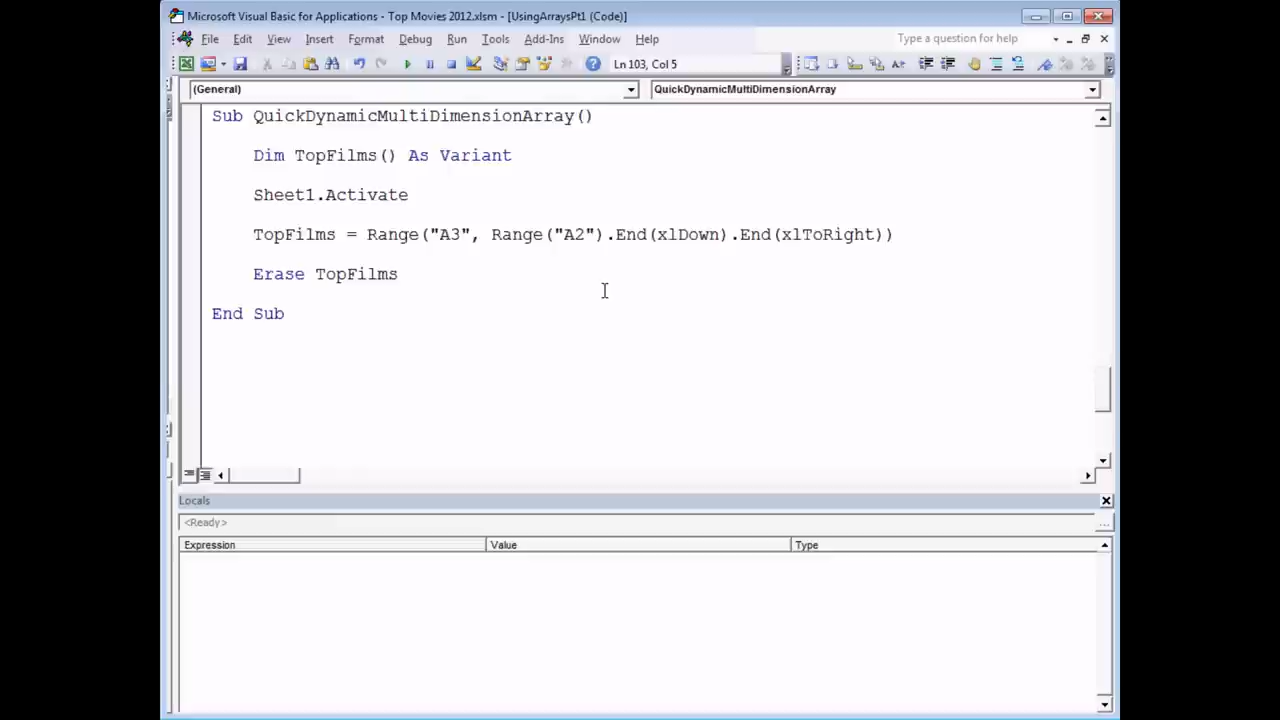 Microsoft Visual Basic for Applications - Top Movies 2012.xlsm - [UsingArraysPt1 (Code)]
File Edit View Insert Format Debug Run Tools Add-Ins Window Help
Type a question for help
Ln 103, Col 5
(General)
QuickDynamicMultiDimensionArray
Sub QuickDynamicMultiDimensionArray()
Dim TopFilms() As Variant
Sheet1.Activate
TopFilms = Range("A3", Range("A2").End(xlDown).End(xlToRight))
Erase TopFilms
End Sub
Locals
<Ready>
...
Expression Value Type